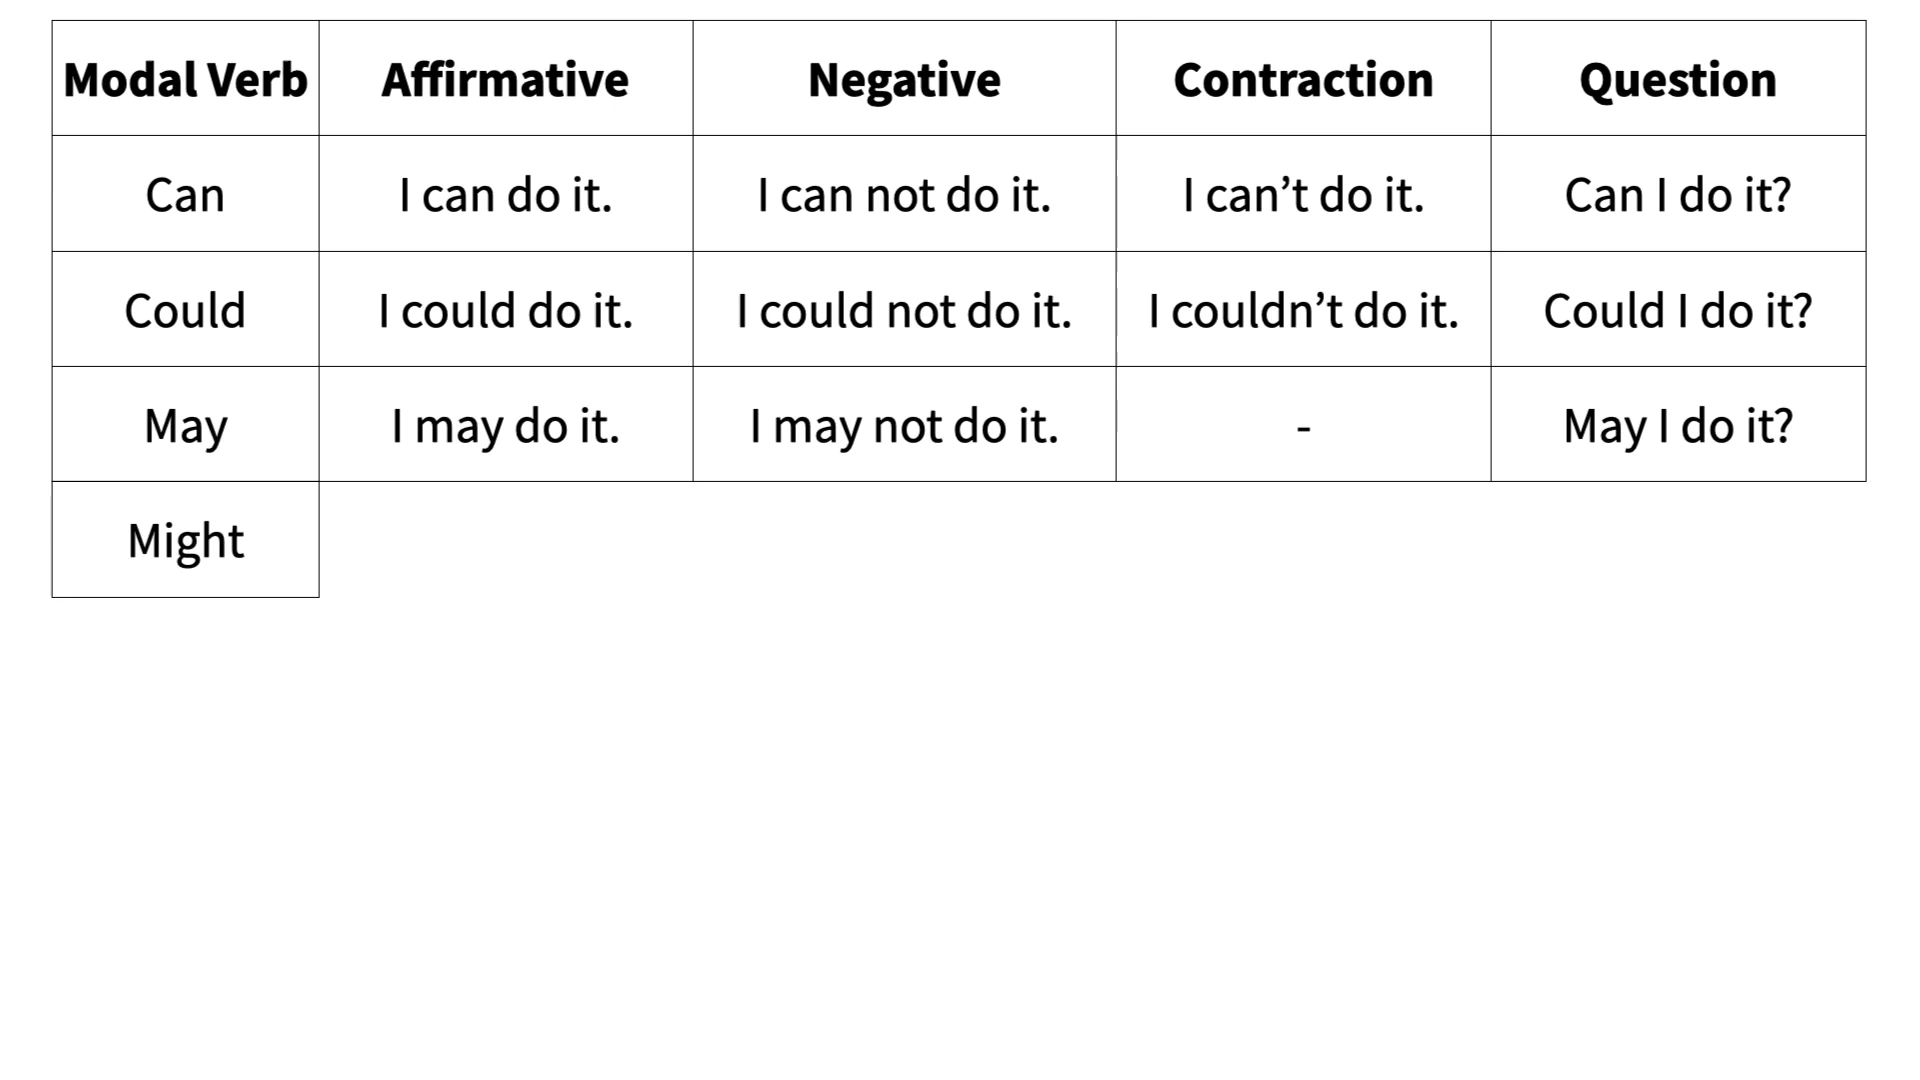 Modal Verb Affirmative Negative Contraction Question
Can I can do it. I can not do it. I can’t do it. Can I do it?
Could I could do it. I could not do it. I couldn’t do it. Could I do it?
May I may do it. I may not do it. - May I do it?
Might